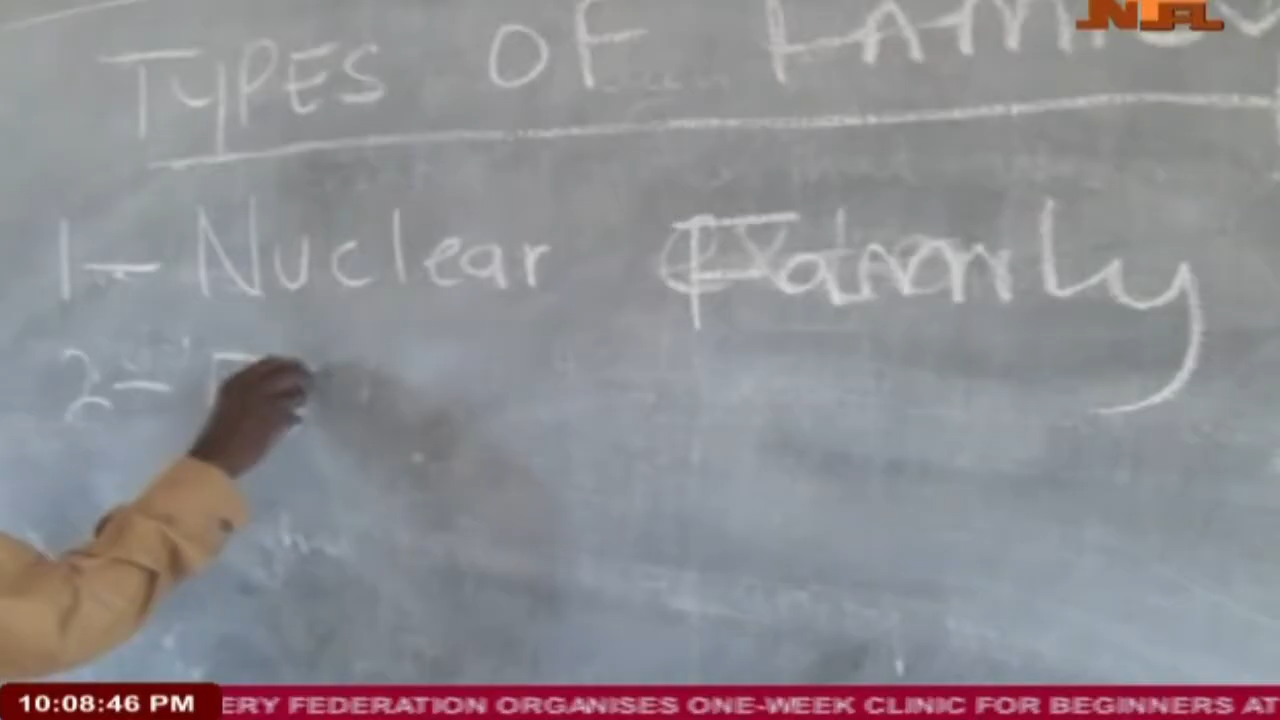 NTA
TYPES OF FAMILY
1- Nuclear Family
2-
10:08:46 PM
ERY FEDERATION ORGANISES ONE-WEEK CLINIC FOR BEGINNERS AT